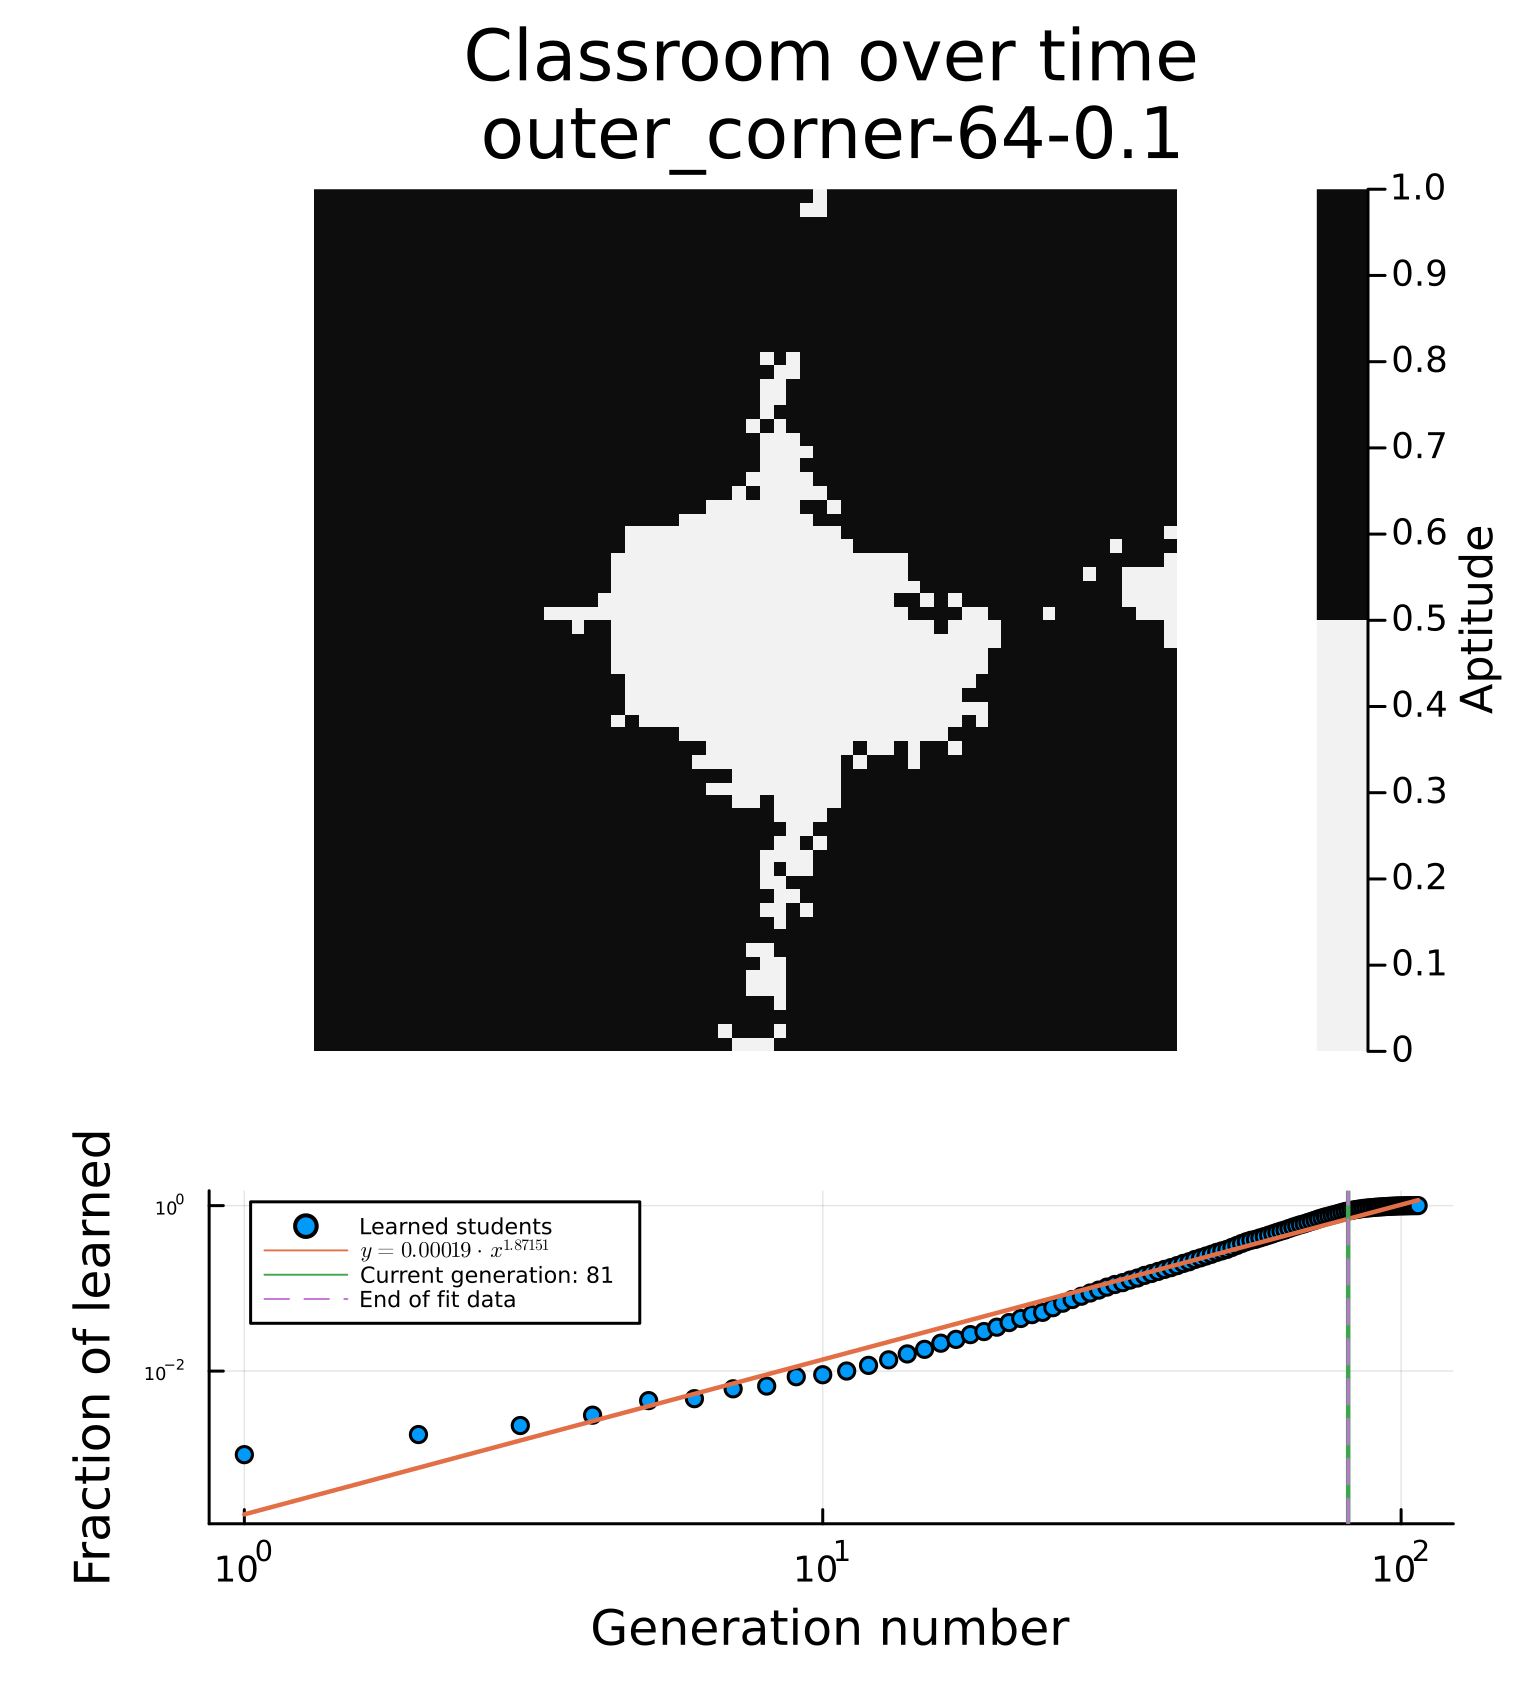 Classroom over time
outer_corner-64-0.1
1.0
0.9
0.8
0.7
0.6
0.5
0.4
0.3
0.2
0.1
0
Aptitude
Fraction of learned
10⁰
10⁻²
Learned students
y = 0.00019 · x^1.87151
Current generation: 81
End of fit data
10⁰
10¹
10²
Generation number